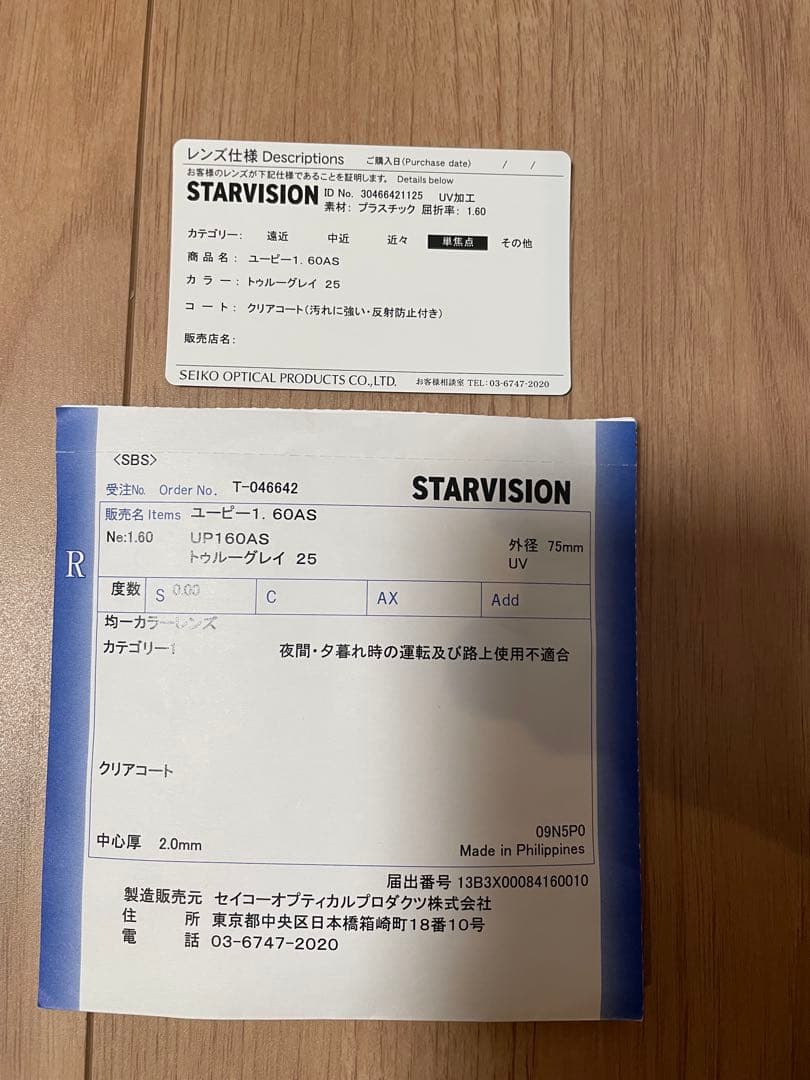 レンズ仕様 Descriptions ご購入日(Purchase date) / /
お客様のレンズが下記仕様であることを証明します。 Details below
STARVISION ID No. 30466421125 UV加工
素材: プラスチック 屈折率: 1.60
カテゴリー: 遠近 中近 近々 単焦点 その他
商品名: ユーピー1.60AS
カラー: トゥルーグレイ 25
コート: クリアコート(汚れに強い・反射防止付き)
販売店名:
SEIKO OPTICAL PRODUCTS CO.,LTD. お客様相談室 TEL:03-6747-2020
<SBS>
受注No. Order No. T-046642 STARVISION
販売名 Items ユーピー1.60AS
Ne:1.60 UP160AS 外径 75mm
トゥルーグレイ 25 UV
R
度数 S 0.00 C AX Add
均一カラーレンズ
カテゴリー1 夜間・夕暮れ時の運転及び路上使用不適合
クリアコート
09N5P0
中心厚 2.0mm Made in Philippines
届出番号 13B3X00084160010
製造販売元 セイコーオプティカルプロダクツ株式会社
住所 東京都中央区日本橋箱崎町18番10号
電話 03-6747-2020